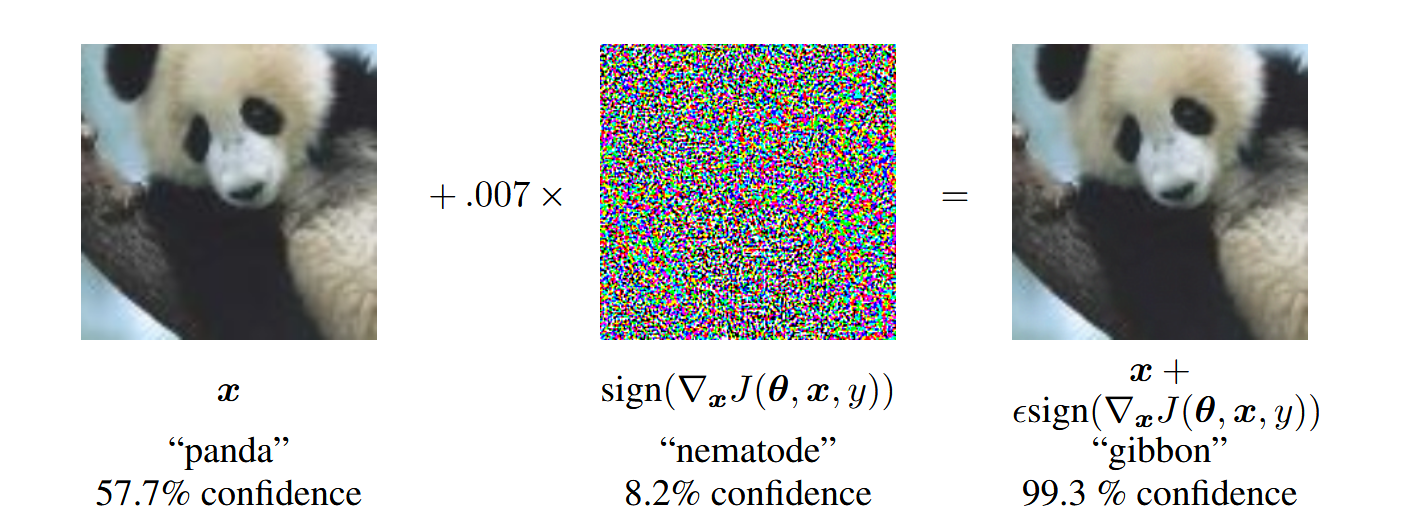 + .007 ×
=
x
“panda”
57.7% confidence
sign(∇ₓJ(θ, x, y))
“nematode”
8.2% confidence
x +
ϵsign(∇ₓJ(θ, x, y))
“gibbon”
99.3 % confidence